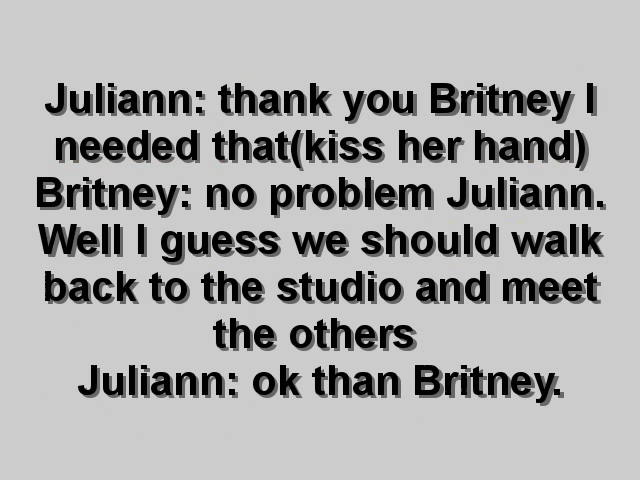 Juliann: thank you Britney I
needed that(kiss her hand)
Britney: no problem Juliann.
Well I guess we should walk
back to the studio and meet
the others
Juliann: ok than Britney.